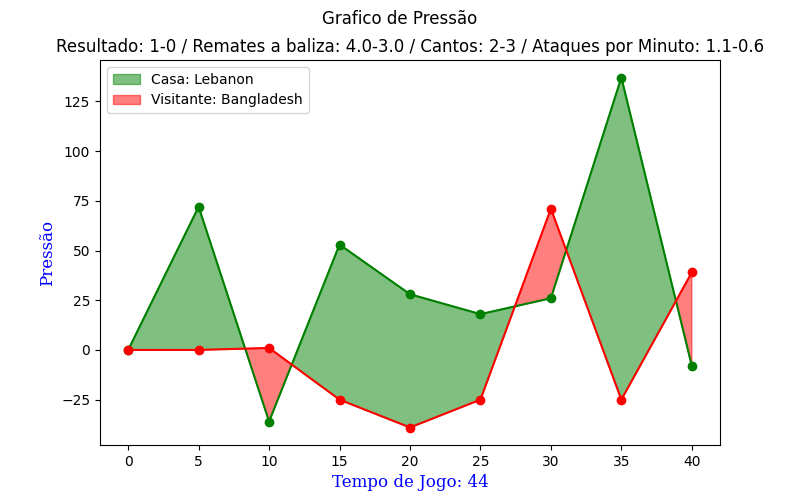 Grafico de Pressão
Resultado: 1-0 / Remates a baliza: 4.0-3.0 / Cantos: 2-3 / Ataques por Minuto: 1.1-0.6
Casa: Lebanon
Visitante: Bangladesh
Pressão
125
100
75
50
25
0
−25
0 5 10 15 20 25 30 35 40
Tempo de Jogo: 44